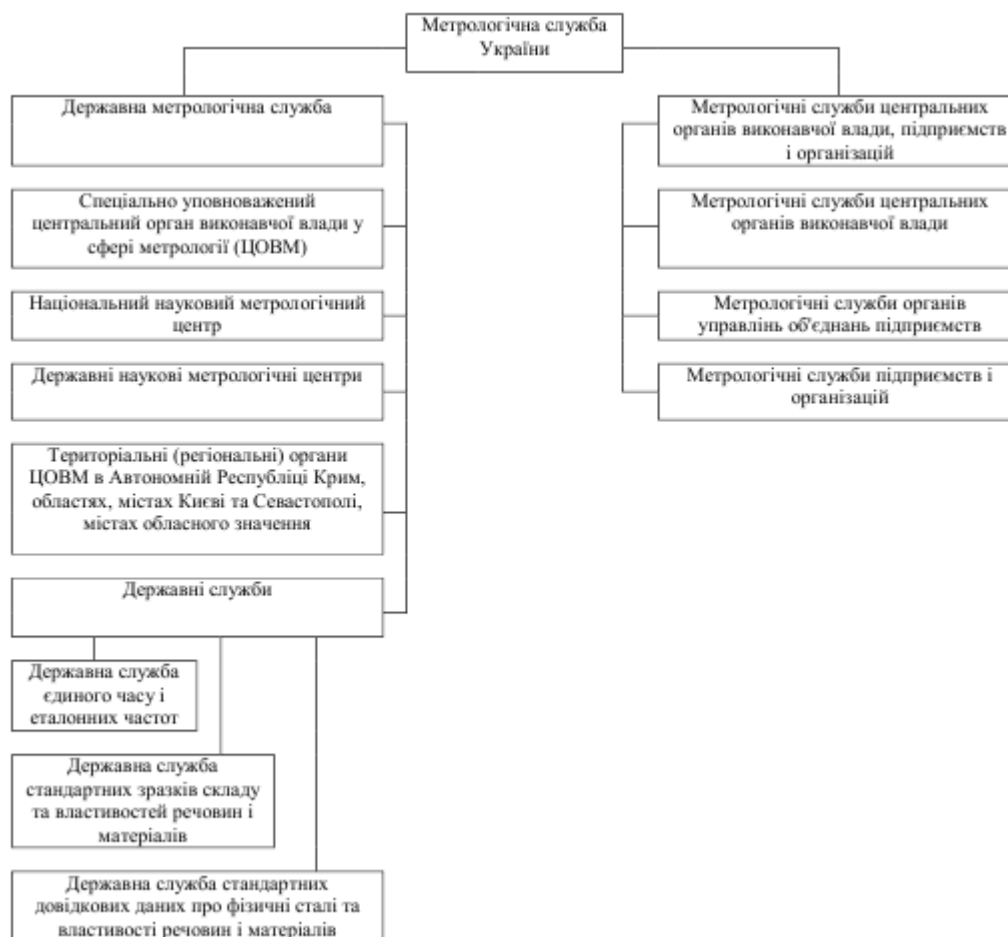 Метрологічна служба
України
Державна метрологічна служба
Спеціально уповноважений
центральний орган виконавчої влади у
сфері метрології (ЦОВМ)
Національний науковий метрологічний
центр
Державні наукові метрологічні центри
Територіальні (регіональні) органи
ЦОВМ в Автономній Республіці Крим,
областях, містах Києві та Севастополі,
містах обласного значення
Державні служби
Державна служба
єдиного часу і
еталонних частот
Державна служба
стандартних зразків складу
та властивостей речовин і
матеріалів
Державна служба стандартних
довідкових даних про фізичні сталі та
властивості речовин і матеріалів
Метрологічні служби центральних
органів виконавчої влади, підприємств
і організацій
Метрологічні служби центральних
органів виконавчої влади
Метрологічні служби органів
управлінь об'єднань підприємств
Метрологічні служби підприємств і
організацій